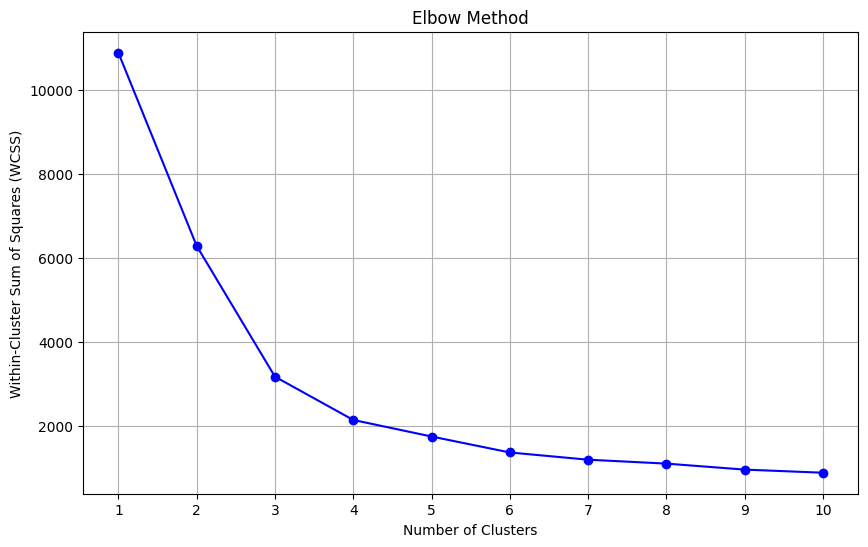 Elbow Method
Within-Cluster Sum of Squares (WCSS)
10000
8000
6000
4000
2000
1 2 3 4 5 6 7 8 9 10
Number of Clusters